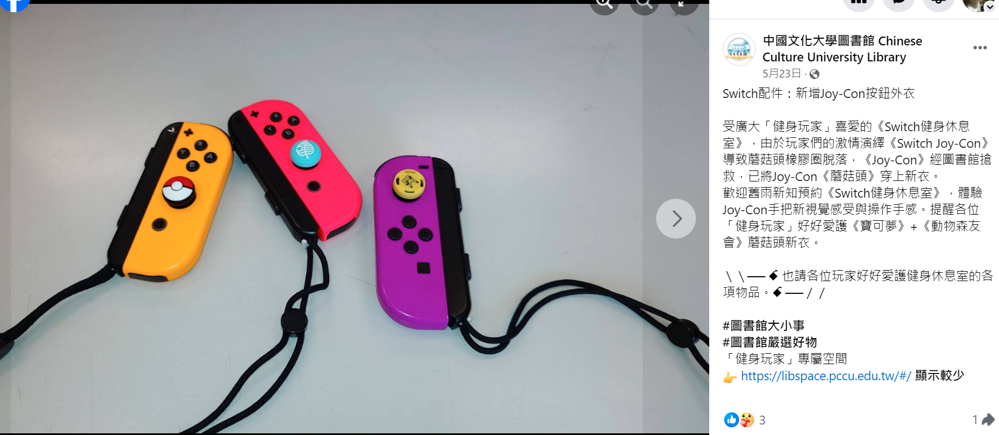 X
A
Y
B
X
A
Y
B
中國文化大學圖書館 Chinese
Culture University Library
5月23日 ·
Switch配件：新增Joy-Con按鈕外衣
受廣大「健身玩家」喜愛的《Switch健身休息
室》，由於玩家們的激情演繹《Switch Joy-Con》
導致蘑菇頭橡膠圈脫落，《Joy-Con》經圖書館搶
救，已將Joy-Con《蘑菇頭》穿上新衣。
歡迎舊雨新知預約《Switch健身休息室》，體驗
Joy-Con手把新視覺感受與操作手感。提醒各位
「健身玩家」好好愛護《寶可夢》+《動物森友
會》蘑菇頭新衣。
\ \ ── 💣 也請各位玩家好好愛護健身休息室的各
項物品。💣 ── / /
#圖書館大小事
#圖書館嚴選好物
「健身玩家」專屬空間
👉 https://libspace.pccu.edu.tw/#/ 顯示較少
3
1